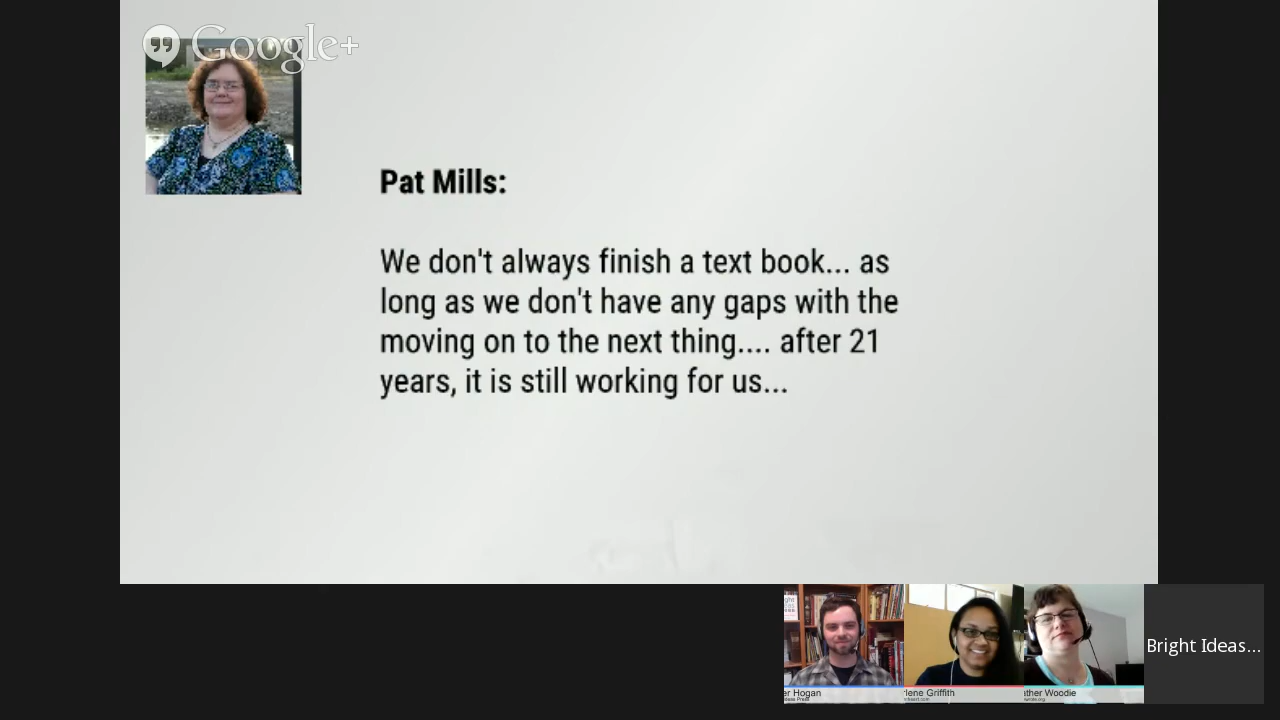 Google+
Pat Mills:
We don't always finish a text book... as
long as we don't have any gaps with the
moving on to the next thing.... after 21
years, it is still working for us...
er Hogan
rlene Griffith
ather Woodie
Bright Ideas...